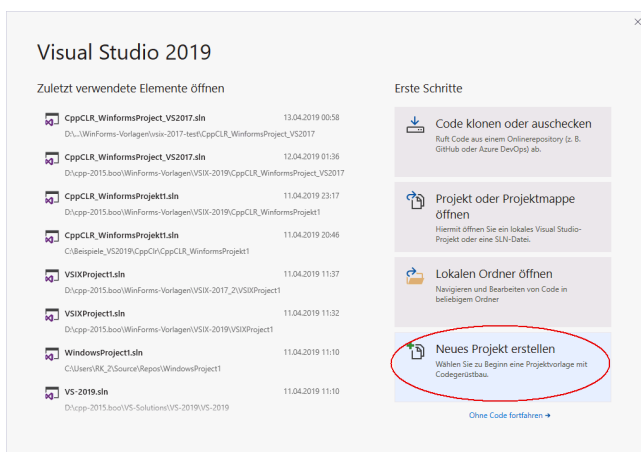 Visual Studio 2019
Zuletzt verwendete Elemente öffnen
CppCLR_WinformsProject_VS2017.sln 13.04.2019 00:58
D:\...\WinForms-Vorlagen\vsix-2017-test\CppCLR_WinformsProject_VS2017
CppCLR_WinformsProject_VS2017.sln 12.04.2019 01:36
D:\cpp-2015.boo\WinForms-Vorlagen\VSIX-2019\CppCLR_WinformsProject_VS2017
CppCLR_WinformsProjekt1.sln 11.04.2019 23:17
D:\cpp-2015.boo\WinForms-Vorlagen\VSIX-2019\CppCLR_WinformsProjekt1
CppCLR_WinformsProjekt1.sln 11.04.2019 20:46
C:\Beispiele_VS2019\CppClr\CppCLR_WinformsProjekt1
VSIXProject1.sln 11.04.2019 11:37
D:\cpp-2015.boo\WinForms-Vorlagen\VSIX-2017_2\VSIXProject1
VSIXProject1.sln 11.04.2019 11:32
D:\cpp-2015.boo\WinForms-Vorlagen\VSIX-2019\VSIXProject1
WindowsProject1.sln 11.04.2019 11:10
C:\Users\RK_2\Source\Repos\WindowsProject1
VS-2019.sln 11.04.2019 11:10
D:\cpp-2015.boo\VS-Solutions\VS-2019\VS-2019
Erste Schritte
Code klonen oder auschecken
Ruft Code aus einem Onlinerepository (z. B.
GitHub oder Azure DevOps) ab.
Projekt oder Projektmappe
öffnen
Hiermit öffnen Sie ein lokales Visual Studio-
Projekt oder eine SLN-Datei.
Lokalen Ordner öffnen
Navigieren und Bearbeiten von Code in
beliebigem Ordner
Neues Projekt erstellen
Wählen Sie zu Beginn eine Projektvorlage mit
Codegerüstbau.
Ohne Code fortfahren →